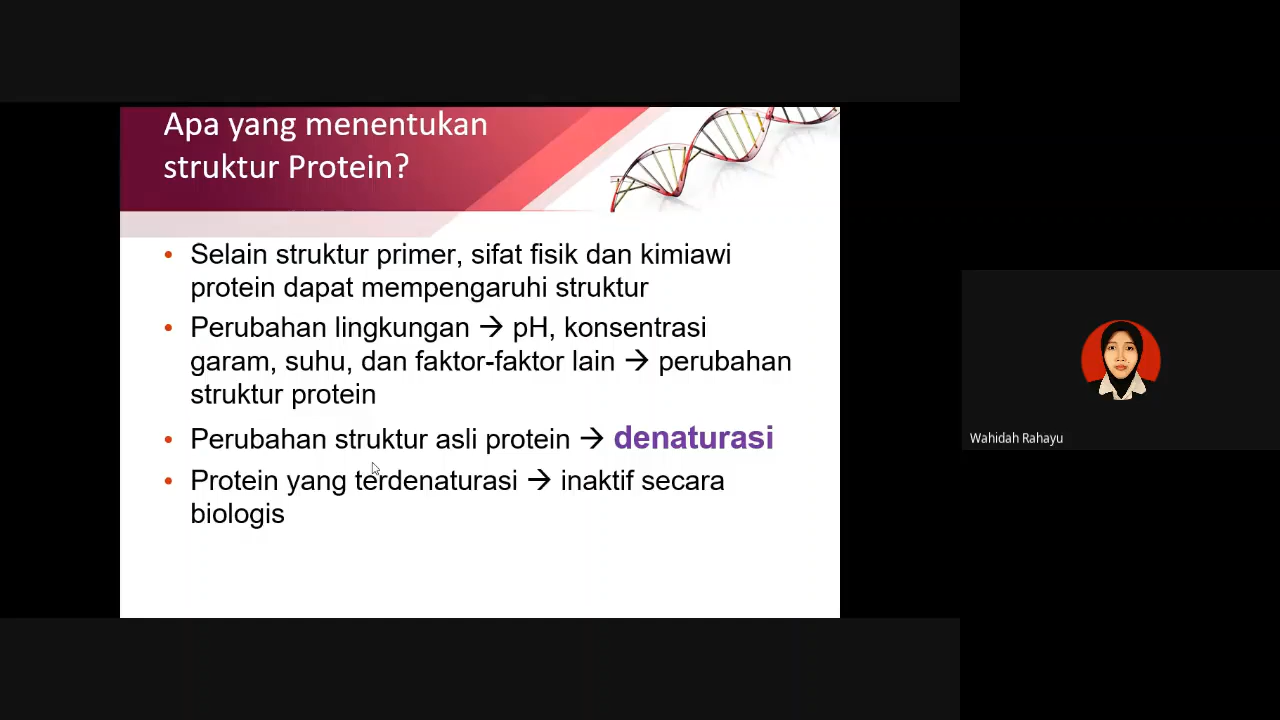 Apa yang menentukan
struktur Protein?
• Selain struktur primer, sifat fisik dan kimiawi
protein dapat mempengaruhi struktur
• Perubahan lingkungan → pH, konsentrasi
garam, suhu, dan faktor-faktor lain → perubahan
struktur protein
• Perubahan struktur asli protein → denaturasi
• Protein yang terdenaturasi → inaktif secara
biologis
Wahidah Rahayu